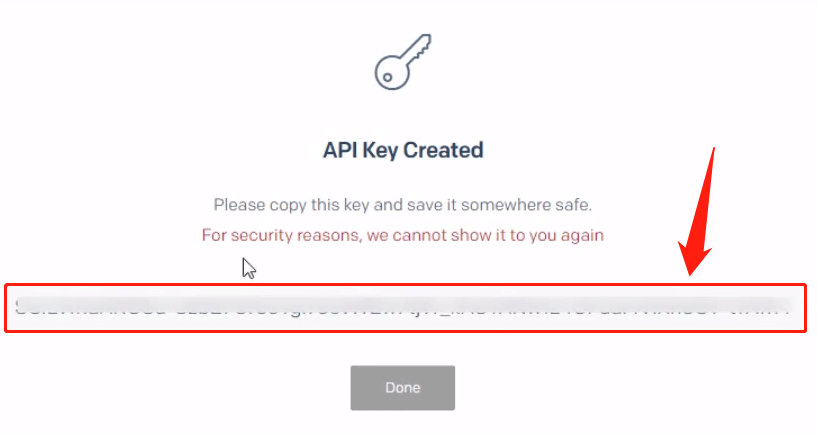 API Key Created
Please copy this key and save it somewhere safe.
For security reasons, we cannot show it to you again
Done